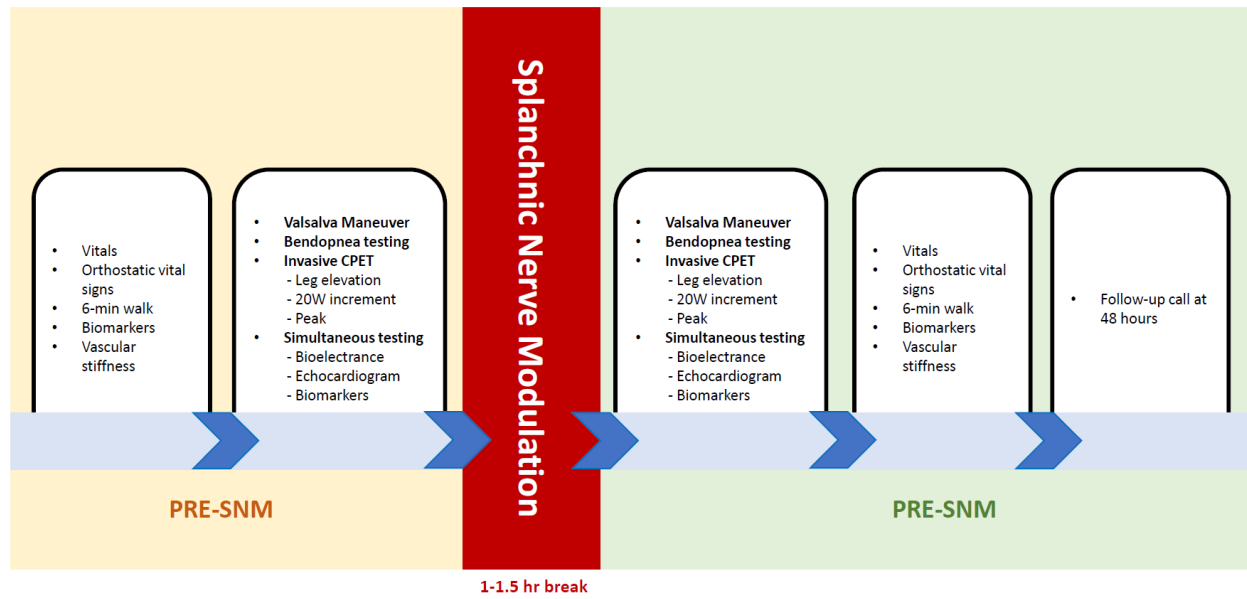 • Vitals
• Orthostatic vital
signs
• 6-min walk
• Biomarkers
• Vascular
stiffness
• Valsalva Maneuver
• Bendopnea testing
• Invasive CPET
- Leg elevation
- 20W increment
- Peak
• Simultaneous testing
- Bioelectrance
- Echocardiogram
- Biomarkers
PRE-SNM
Splanchnic Nerve Modulation
1-1.5 hr break
• Valsalva Maneuver
• Bendopnea testing
• Invasive CPET
- Leg elevation
- 20W increment
- Peak
• Simultaneous testing
- Bioelectrance
- Echocardiogram
- Biomarkers
• Vitals
• Orthostatic vital
signs
• 6-min walk
• Biomarkers
• Vascular
stiffness
• Follow-up call at
48 hours
PRE-SNM